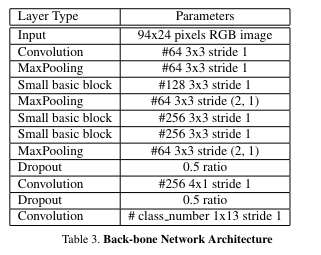 Layer Type Parameters
Input 94x24 pixels RGB image
Convolution #64 3x3 stride 1
MaxPooling #64 3x3 stride 1
Small basic block #128 3x3 stride 1
MaxPooling #64 3x3 stride (2, 1)
Small basic block #256 3x3 stride 1
Small basic block #256 3x3 stride 1
MaxPooling #64 3x3 stride (2, 1)
Dropout 0.5 ratio
Convolution #256 4x1 stride 1
Dropout 0.5 ratio
Convolution # class_number 1x13 stride 1
Table 3. Back-bone Network Architecture